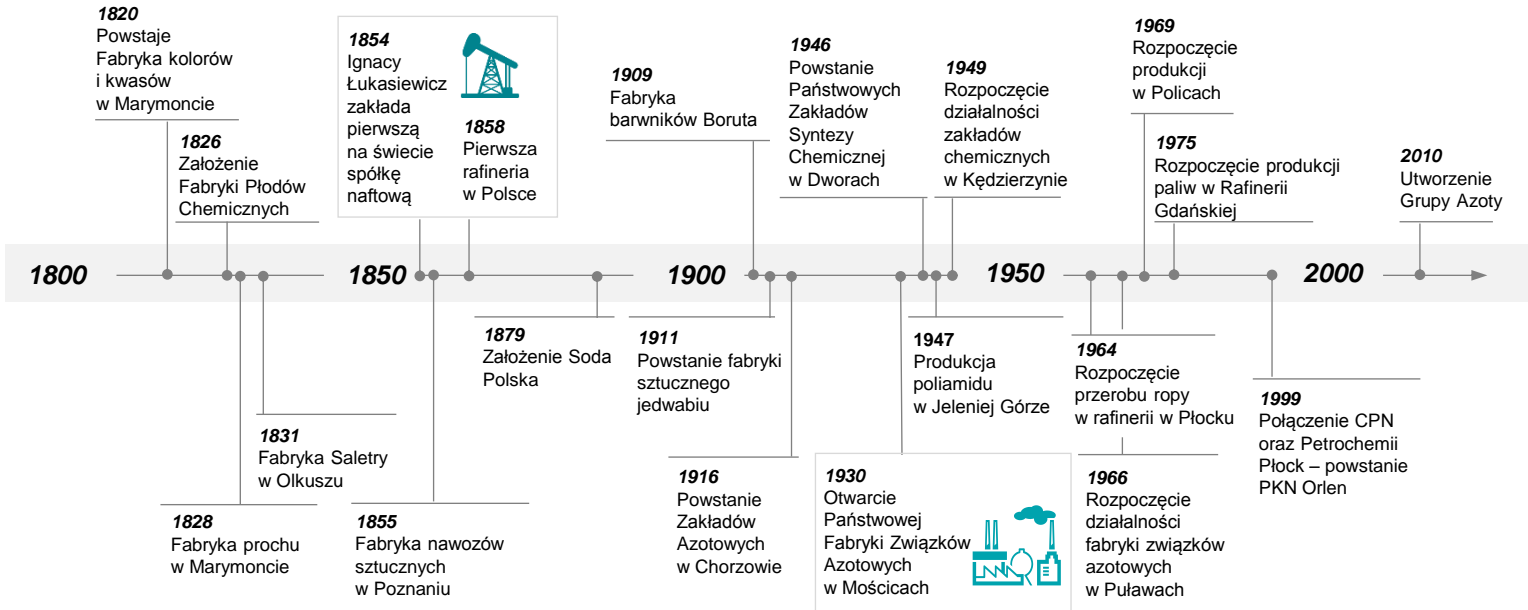 1820
Powstaje
Fabryka kolorów
i kwasów
w Marymoncie
1826
Założenie
Fabryki Płodów
Chemicznych
1854
Ignacy
Łukasiewicz
zakłada
pierwszą
na świecie
spółkę
naftową
1858
Pierwsza
rafineria
w Polsce
1909
Fabryka
barwników Boruta
1946
Powstanie
Państwowych
Zakładów
Syntezy
Chemicznej
w Dworach
1949
Rozpoczęcie
działalności
zakładów
chemicznych
w Kędzierzynie
1969
Rozpoczęcie
produkcji
w Policach
1975
Rozpoczęcie produkcji
paliw w Rafinerii
Gdańskiej
2010
Utworzenie
Grupy Azoty
1800
1850
1900
1950
2000
1828
Fabryka prochu
w Marymoncie
1831
Fabryka Saletry
w Olkuszu
1855
Fabryka nawozów
sztucznych
w Poznaniu
1879
Założenie Soda
Polska
1911
Powstanie fabryki
sztucznego
jedwabiu
1916
Powstanie
Zakładów
Azotowych
w Chorzowie
1930
Otwarcie
Państwowej
Fabryki Związków
Azotowych
w Mościcach
1947
Produkcja
poliamidu
w Jeleniej Górze
1964
Rozpoczęcie
przerobu ropy
w rafinerii w Płocku
1966
Rozpoczęcie
działalności
fabryki związków
azotowych
w Puławach
1999
Połączenie CPN
oraz Petrochemii
Płock – powstanie
PKN Orlen